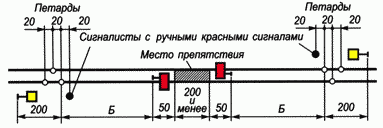 Петарды
Петарды
20 20
20
20 20
20
Сигналисты с ручными красными сигналами
Место препятствия
200
Б
50
200
и
менее
50
Б
200